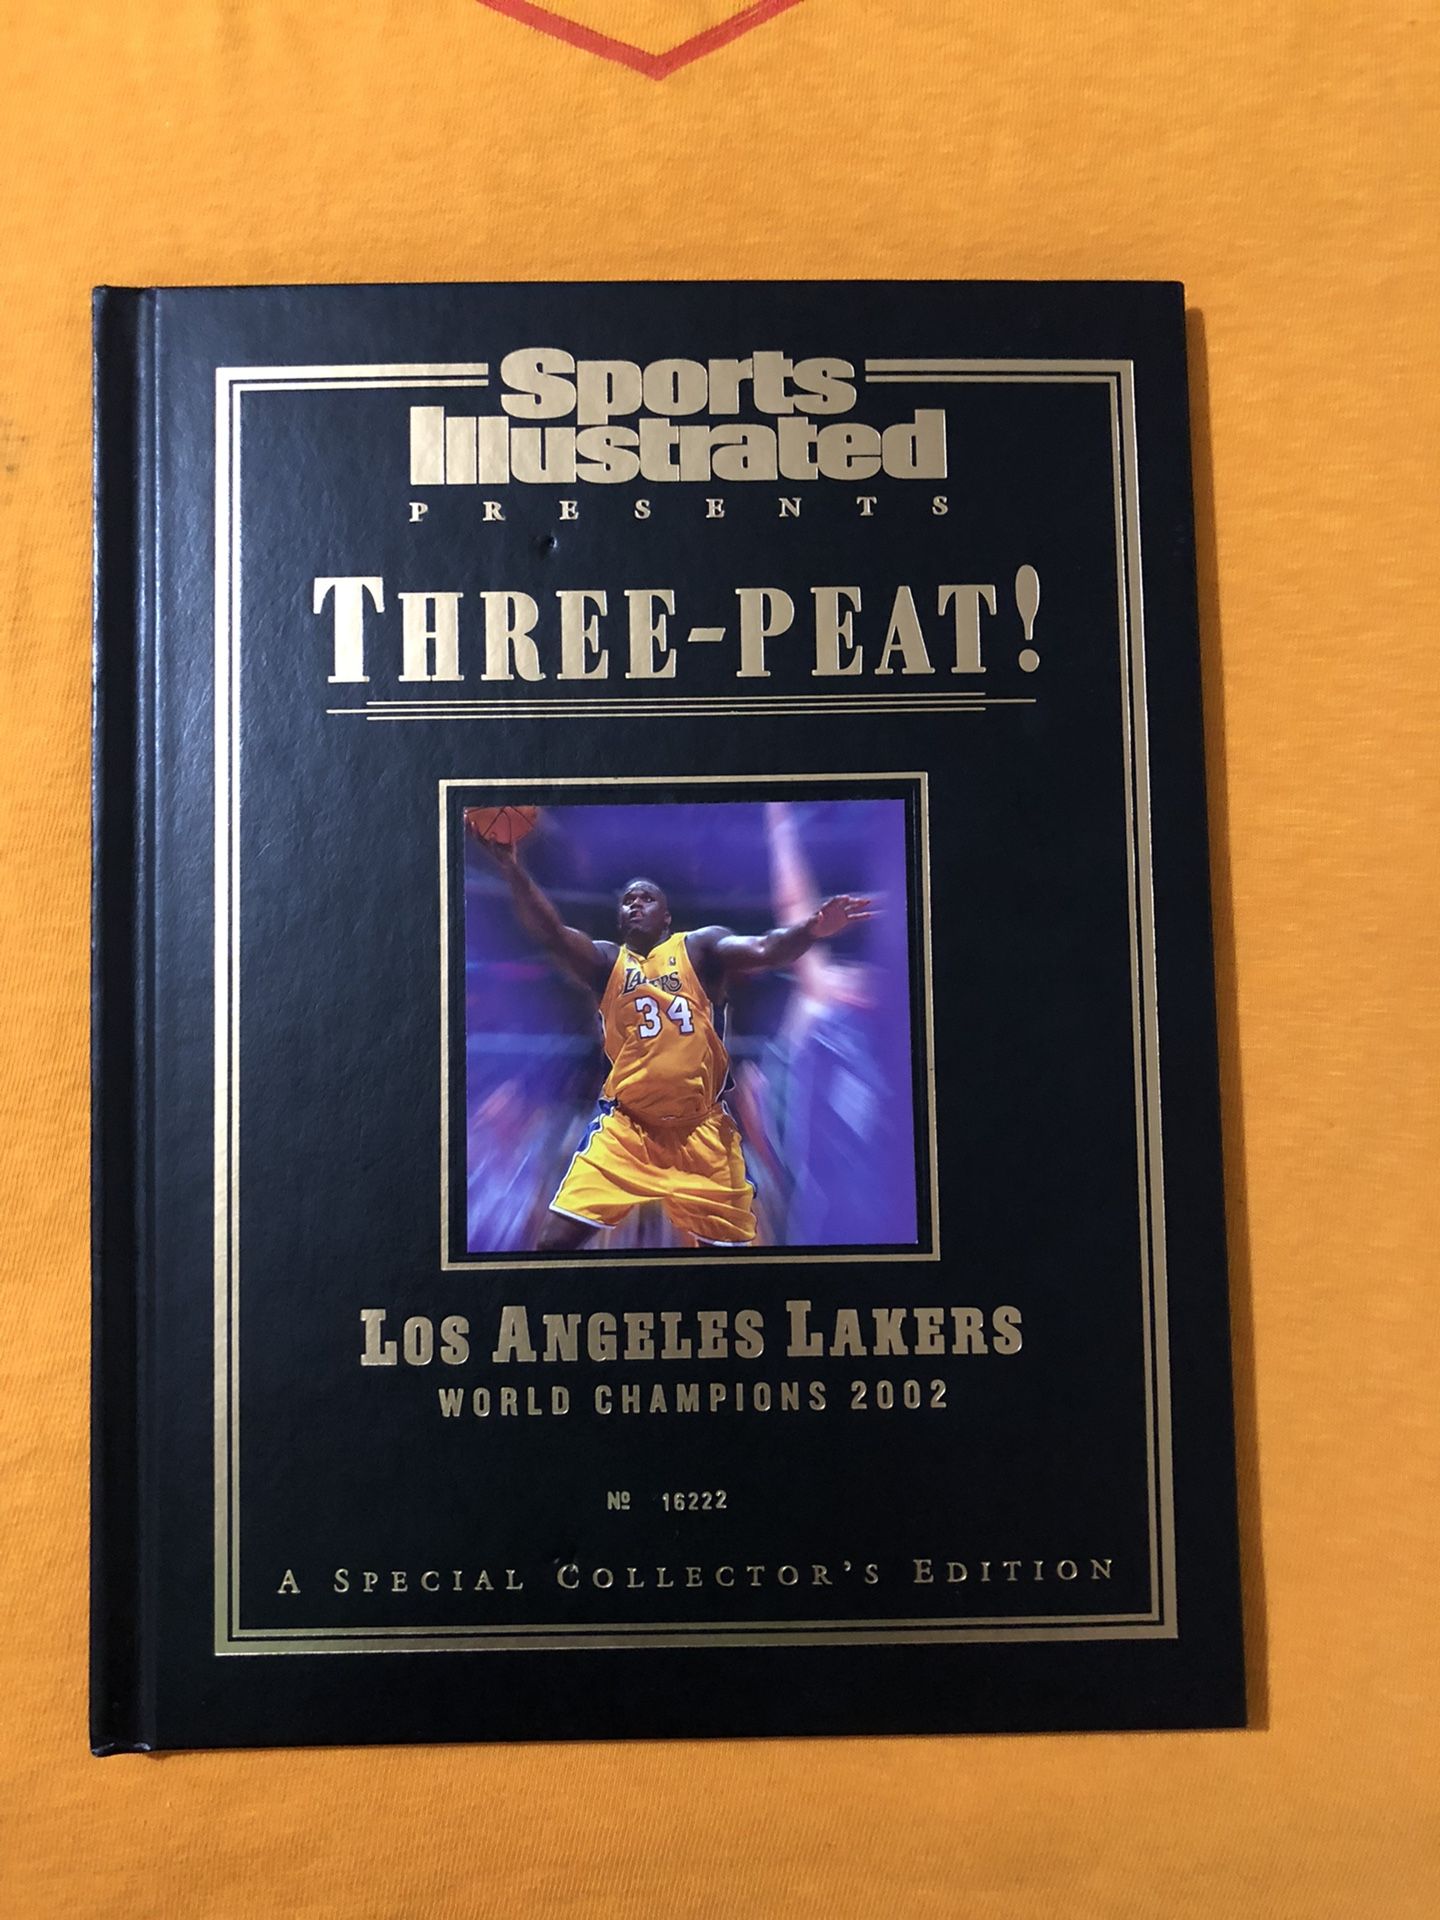 Sports
Illustrated
PRESENTS
THREE-PEAT!
LAKERS
34
LOS ANGELES LAKERS
WORLD CHAMPIONS 2002
Nº 16222
A SPECIAL COLLECTOR'S EDITION